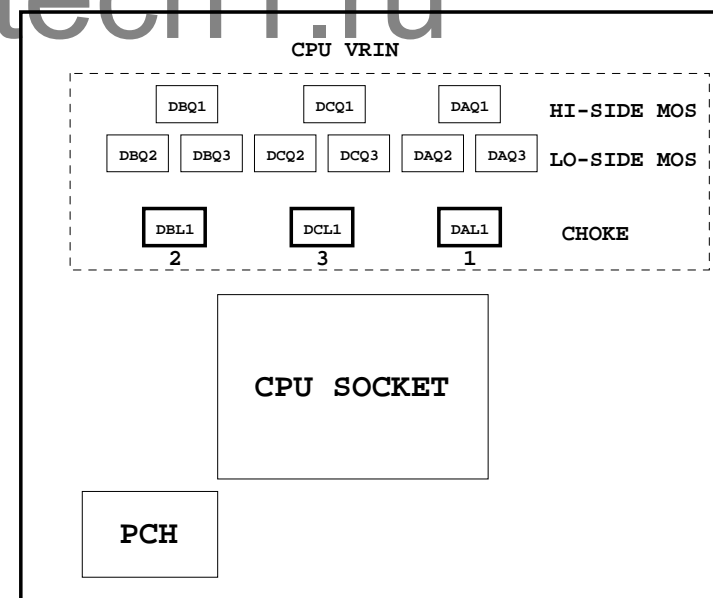 CPU VRIN
DBQ1 DCQ1 DAQ1 HI-SIDE MOS
DBQ2 DBQ3 DCQ2 DCQ3 DAQ2 DAQ3 LO-SIDE MOS
DBL1 DCL1 DAL1 CHOKE
2 3 1
CPU SOCKET
PCH